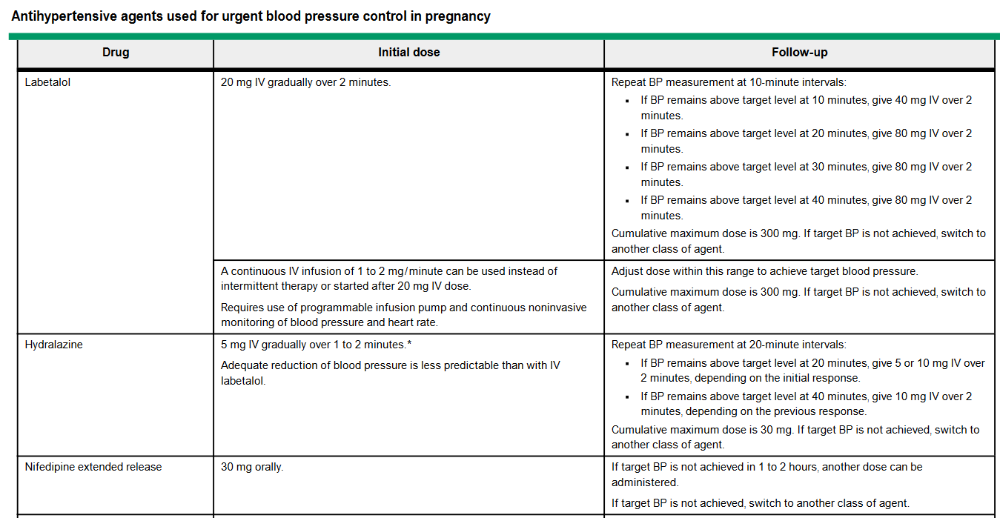 Antihypertensive agents used for urgent blood pressure control in pregnancy
Drug
Initial dose
Follow-up
Labetalol
20 mg IV gradually over 2 minutes.
Repeat BP measurement at 10-minute intervals:
▪ If BP remains above target level at 10 minutes, give 40 mg IV over 2
minutes.
▪ If BP remains above target level at 20 minutes, give 80 mg IV over 2
minutes.
▪ If BP remains above target level at 30 minutes, give 80 mg IV over 2
minutes.
▪ If BP remains above target level at 40 minutes, give 80 mg IV over 2
minutes.
Cumulative maximum dose is 300 mg. If target BP is not achieved, switch to
another class of agent.
A continuous IV infusion of 1 to 2 mg/minute can be used instead of
intermittent therapy or started after 20 mg IV dose.
Requires use of programmable infusion pump and continuous noninvasive
monitoring of blood pressure and heart rate.
Adjust dose within this range to achieve target blood pressure.
Cumulative maximum dose is 300 mg. If target BP is not achieved, switch to
another class of agent.
Hydralazine
5 mg IV gradually over 1 to 2 minutes.*
Adequate reduction of blood pressure is less predictable than with IV
labetalol.
Repeat BP measurement at 20-minute intervals:
▪ If BP remains above target level at 20 minutes, give 5 or 10 mg IV over
2 minutes, depending on the initial response.
▪ If BP remains above target level at 40 minutes, give 10 mg IV over 2
minutes, depending on the previous response.
Cumulative maximum dose is 30 mg. If target BP is not achieved, switch to
another class of agent.
Nifedipine extended release
30 mg orally.
If target BP is not achieved in 1 to 2 hours, another dose can be
administered.
If target BP is not achieved, switch to another class of agent.